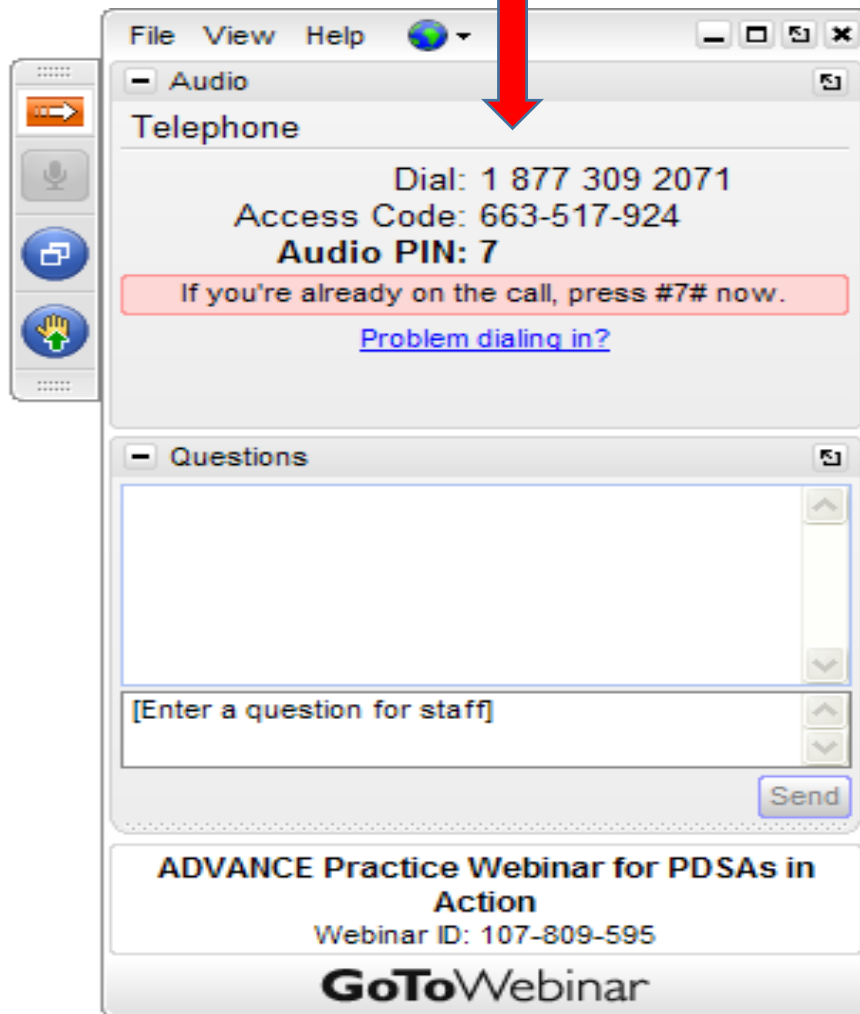 File View Help
Audio
Telephone
Dial: 1 877 309 2071
Access Code: 663-517-924
Audio PIN: 7
If you're already on the call, press #7# now.
Problem dialing in?
Questions
[Enter a question for staff]
Send
ADVANCE Practice Webinar for PDSAs in
Action
Webinar ID: 107-809-595
GoToWebinar